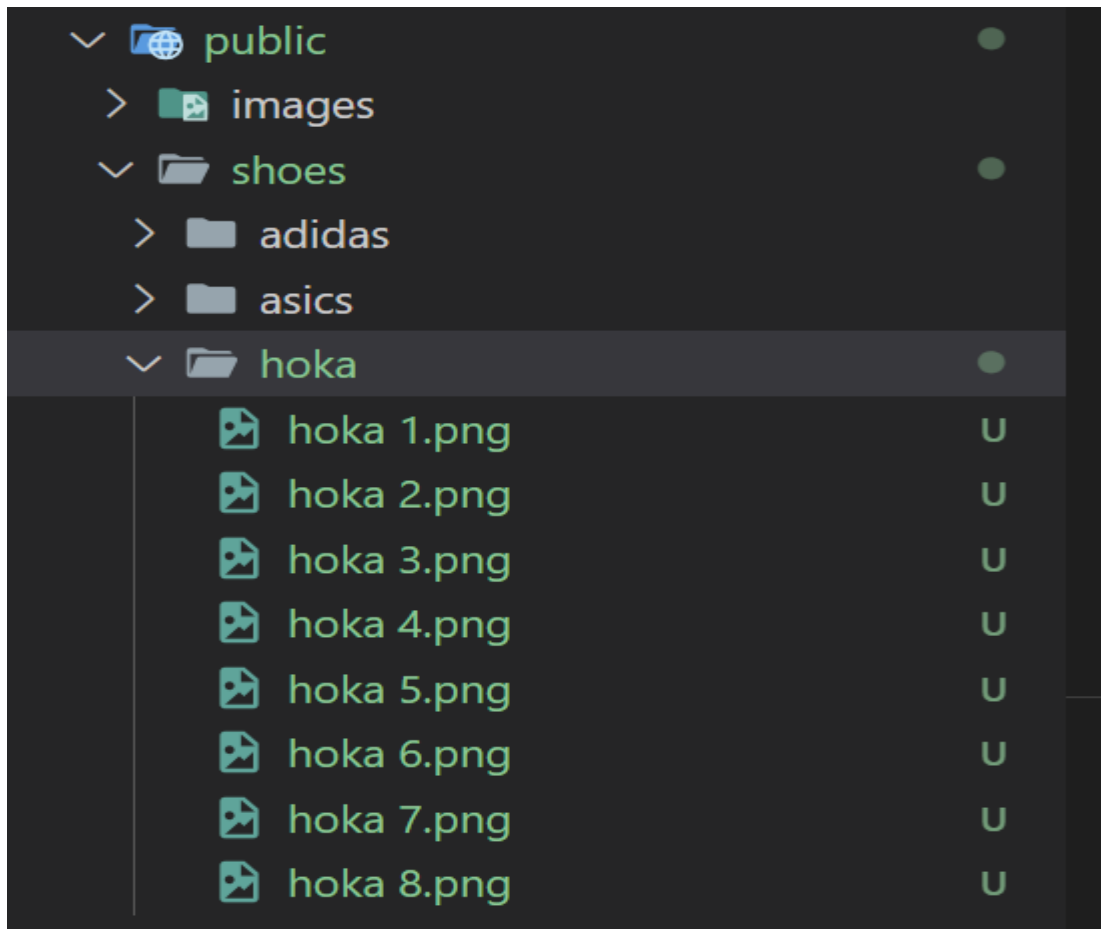 public
images
shoes
adidas
asics
hoka
hoka 1.png U
hoka 2.png U
hoka 3.png U
hoka 4.png U
hoka 5.png U
hoka 6.png U
hoka 7.png U
hoka 8.png U